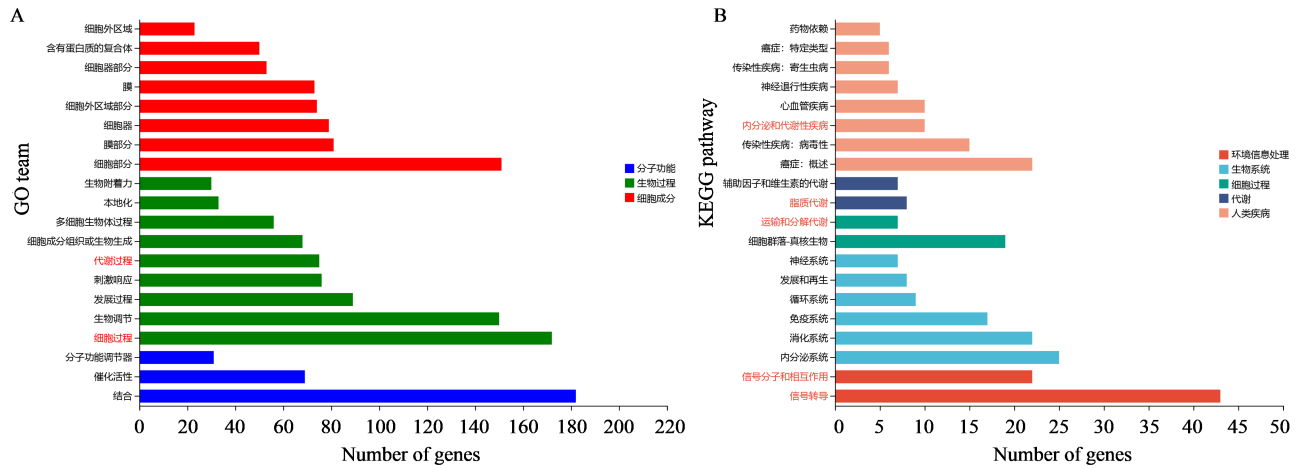 A
细胞外区域
含有蛋白质的复合体
细胞器部分
膜
细胞外区域部分
细胞器
膜部分
细胞部分
生物附着力
本地化
多细胞生物体过程
细胞成分组织或生物生成
代谢过程
刺激响应
发展过程
生物调节
细胞过程
分子功能调节器
催化活性
结合
GO team
0 20 40 60 80 100 120 140 160 180 200 220
Number of genes
分子功能
生物过程
细胞成分
B
药物依赖
癌症：特定类型
传染性疾病：寄生虫病
神经退行性疾病
心血管疾病
内分泌和代谢性疾病
传染性疾病：病毒性
癌症：概述
辅助因子和维生素的代谢
脂质代谢
运输和分解代谢
细胞群落-真核生物
神经系统
发展和再生
循环系统
免疫系统
消化系统
内分泌系统
信号分子和相互作用
信号转导
KEGG pathway
0 5 10 15 20 25 30 35 40 45 50
Number of genes
环境信息处理
生物系统
细胞过程
代谢
人类疾病